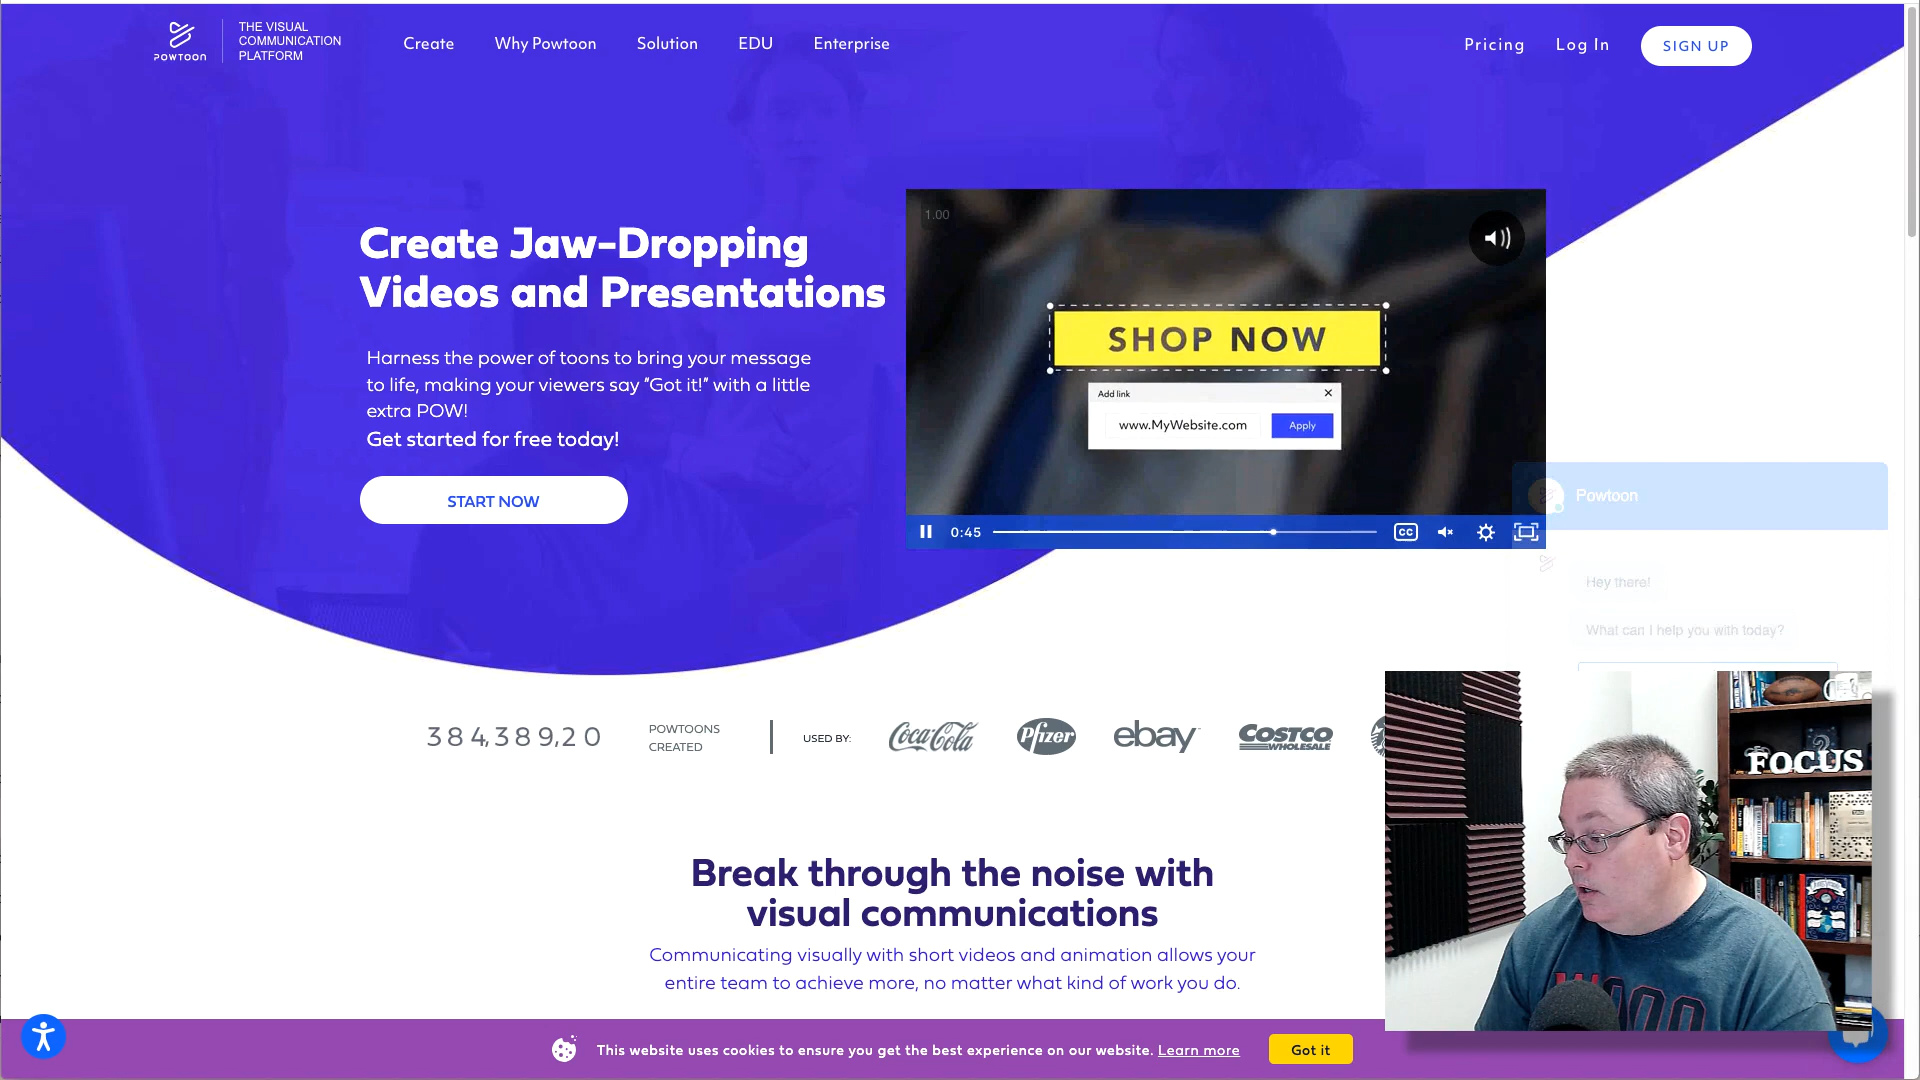 POWTOON
THE VISUAL
COMMUNICATION
PLATFORM
Create
Why Powtoon
Solution
EDU
Enterprise
Pricing
Log In
SIGN UP
Create Jaw-Dropping
Videos and Presentations
Harness the power of toons to bring your message
to life, making your viewers say "Got it!" with a little
extra POW!
Get started for free today!
START NOW
1.00
SHOP NOW
Add link
www.MyWebsite.com
Apply
0:45
CC
Powtoon
Hey there!
What can I help you with today?
384,389,20
POWTOONS
CREATED
USED BY:
Coca-Cola
Pfizer
ebay
COSTCO
WHOLESALE
FOCUS
Break through the noise with
visual communications
Communicating visually with short videos and animation allows your
entire team to achieve more, no matter what kind of work you do.
This website uses cookies to ensure you get the best experience on our website. Learn more
Got it